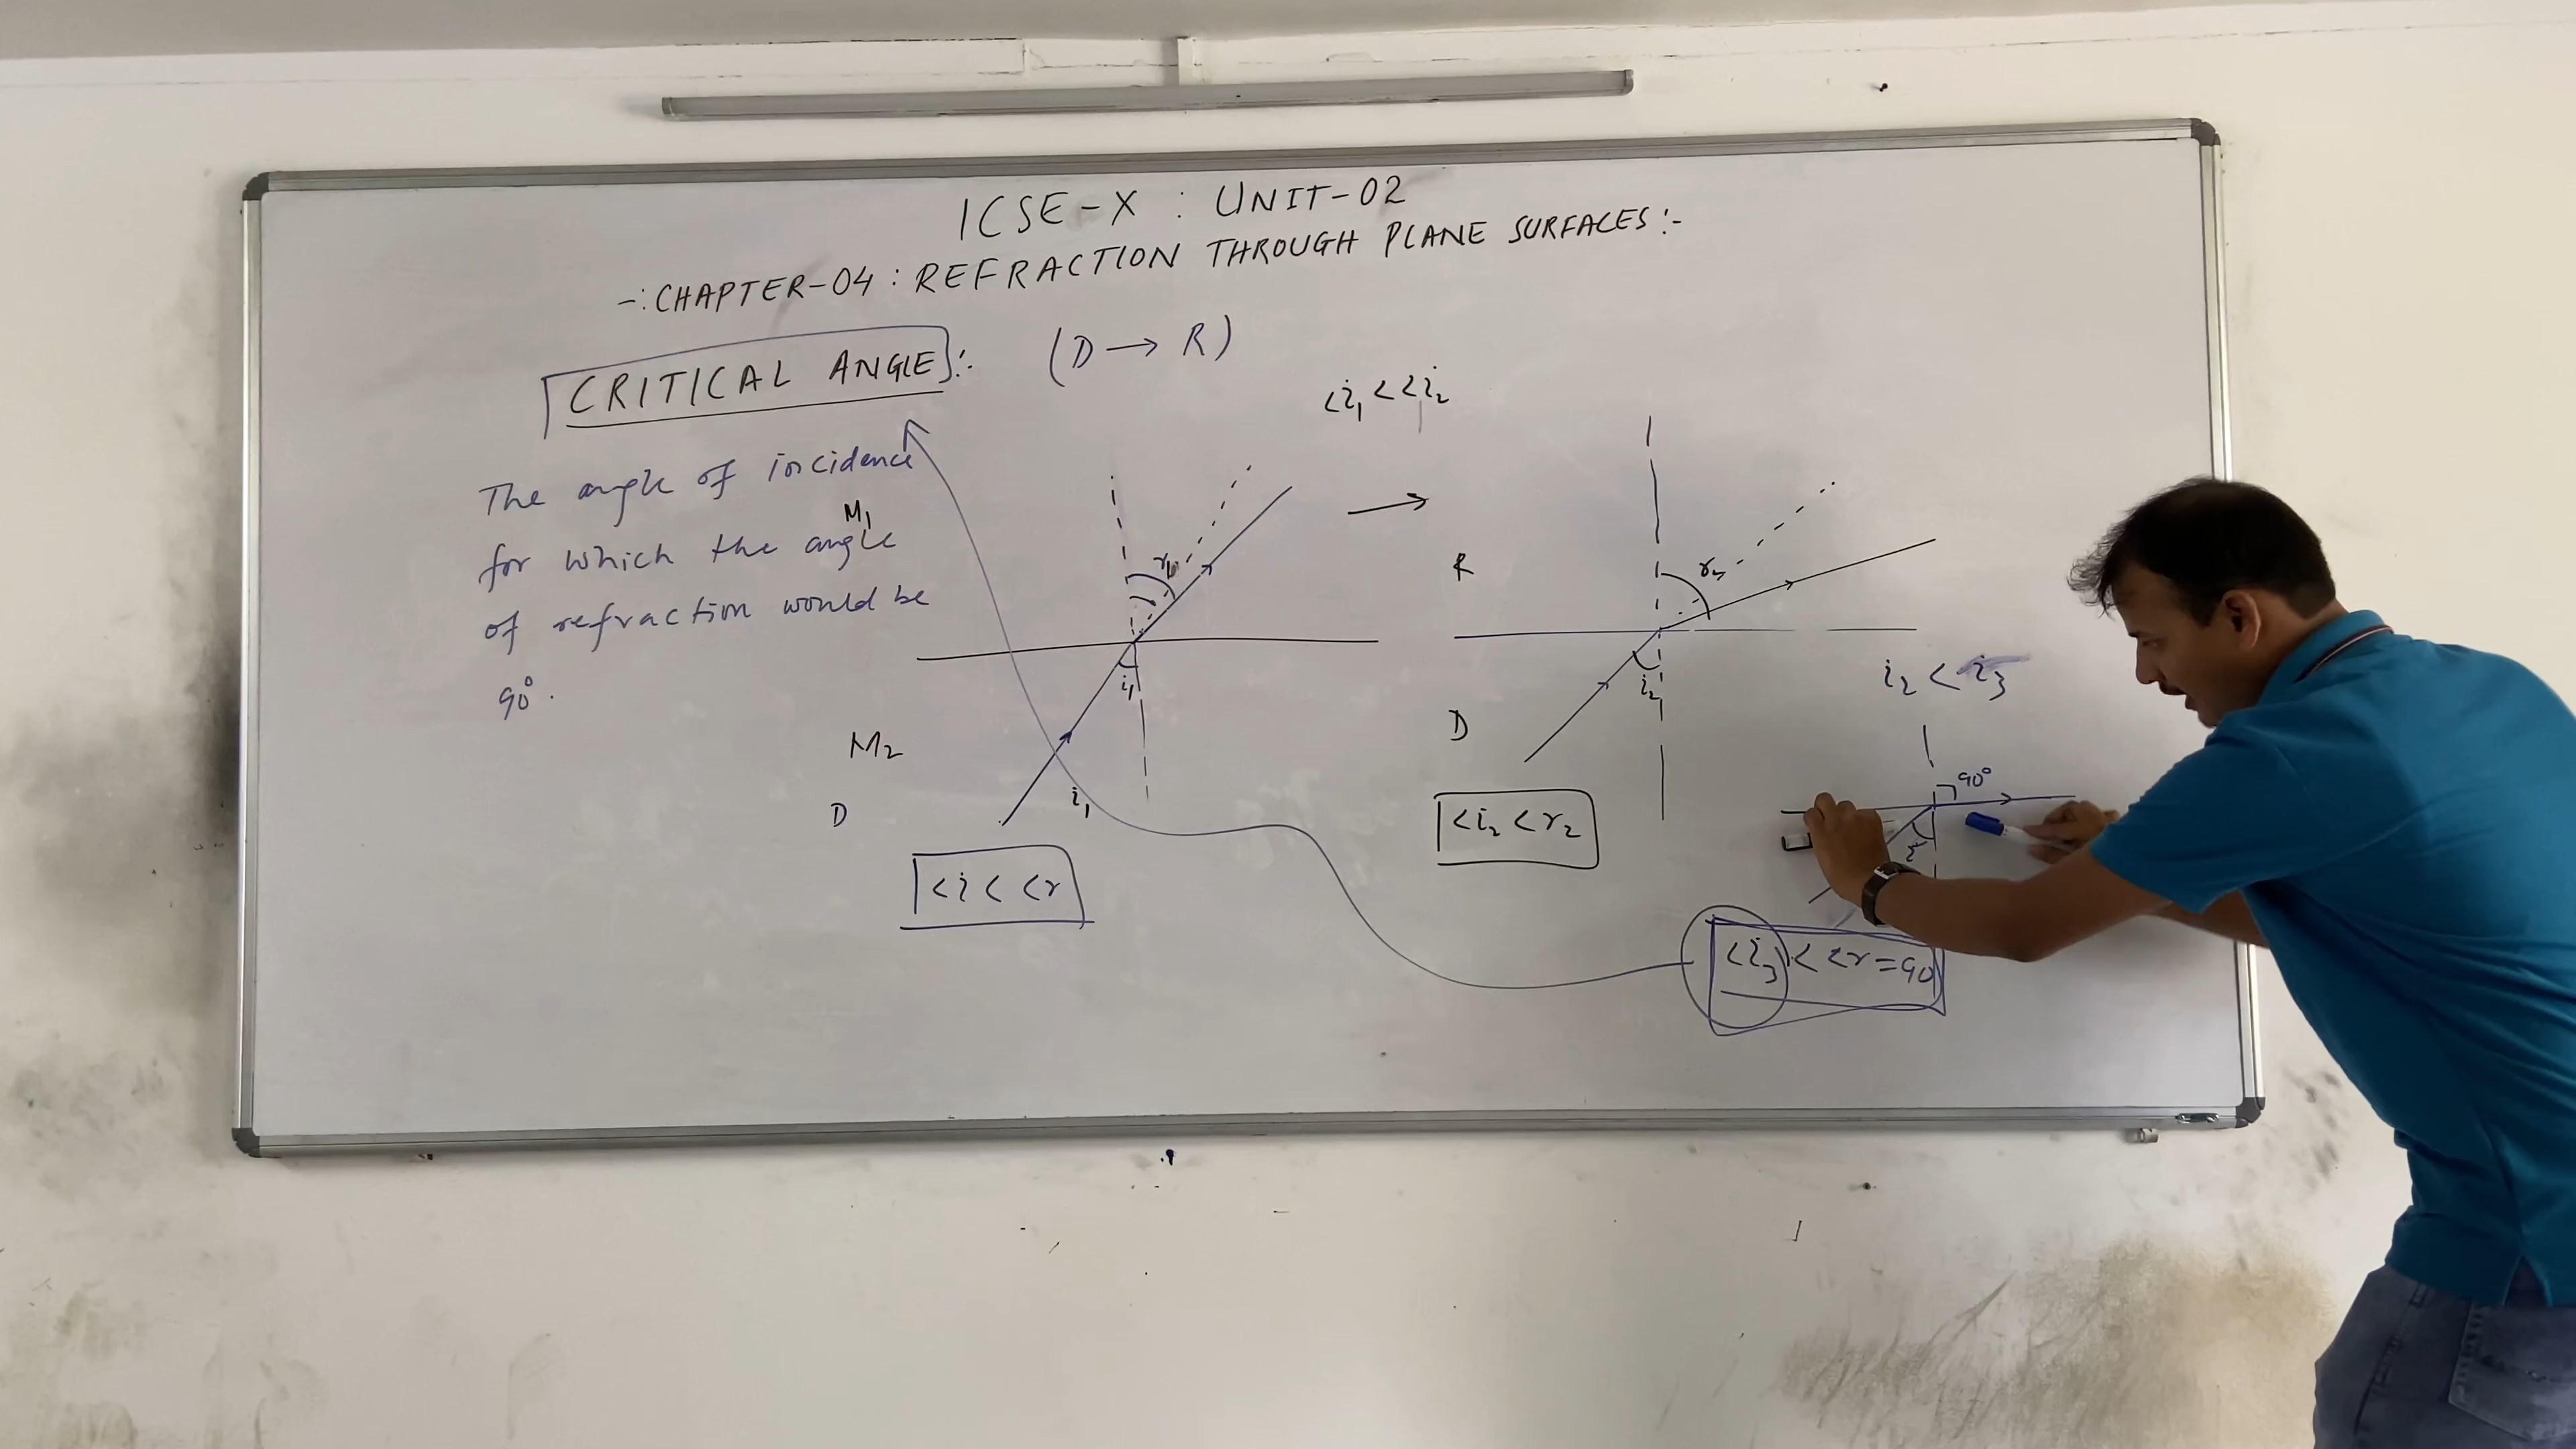 ICSE-X : UNIT-02
-:CHAPTER-04: REFRACTION THROUGH PLANE SURFACES:-
CRITICAL ANGLE:-
(D → R)
The angle of incidence
for which the angle
of refraction would be
90°.
M1
M2
D
r1
i1
i1
<i < <r
<i1 < <i2
→
R
D
r2
i2
<i2 < r2
i2 < i3
90°
<i3 < <r = 90